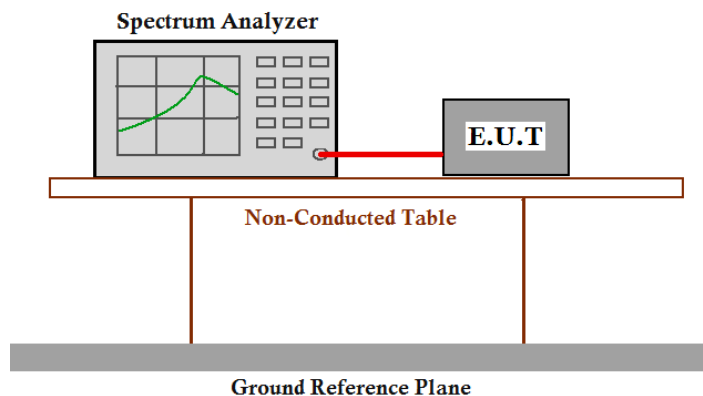 Spectrum Analyzer
E.U.T
Non-Conducted Table
Ground Reference Plane